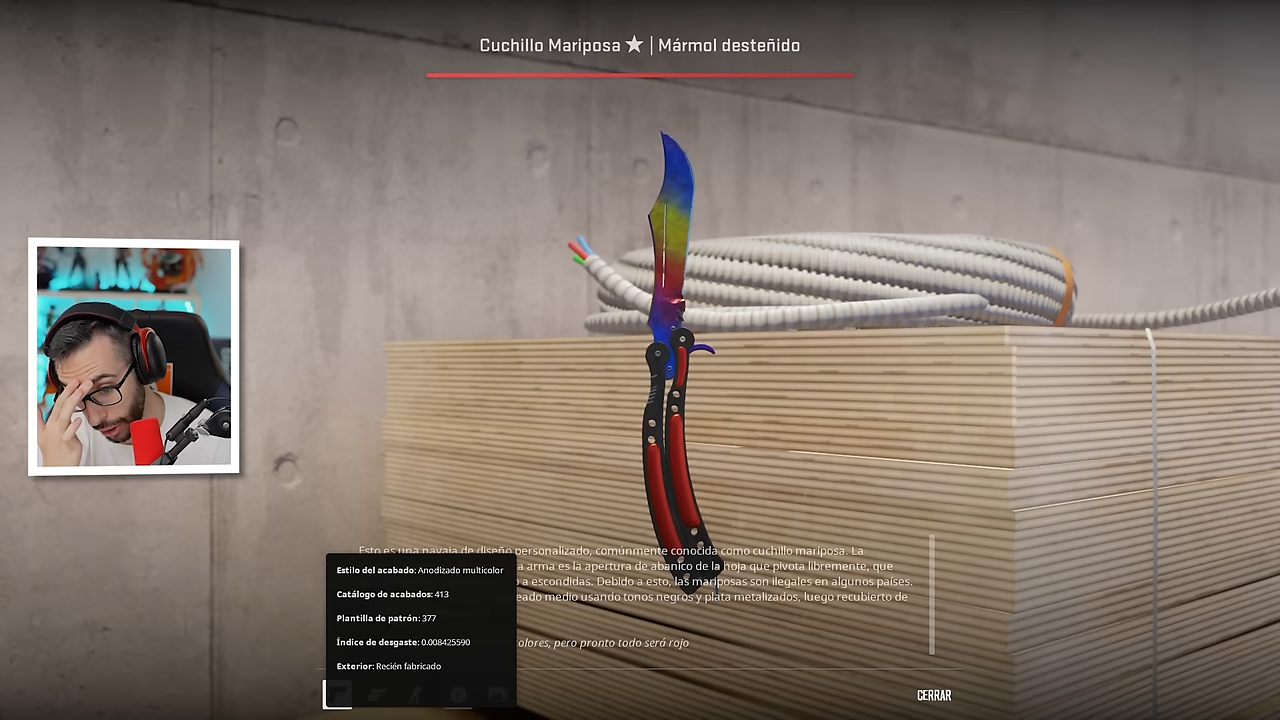 Cuchillo Mariposa ★ | Mármol desteñido
Esto es una navaja de diseño personalizado, comúnmente conocida como cuchillo mariposa. La
a arma es la apertura de abanico de la hoja que pivota libremente, que
o a escondidas. Debido a esto, las mariposas son ilegales en algunos países.
eado medio usando tonos negros y plata metalizados, luego recubierto de
olores, pero pronto todo será rojo
Estilo del acabado: Anodizado multicolor
Catálogo de acabados: 413
Plantilla de patrón: 377
Índice de desgaste: 0.008425590
Exterior: Recién fabricado
CERRAR